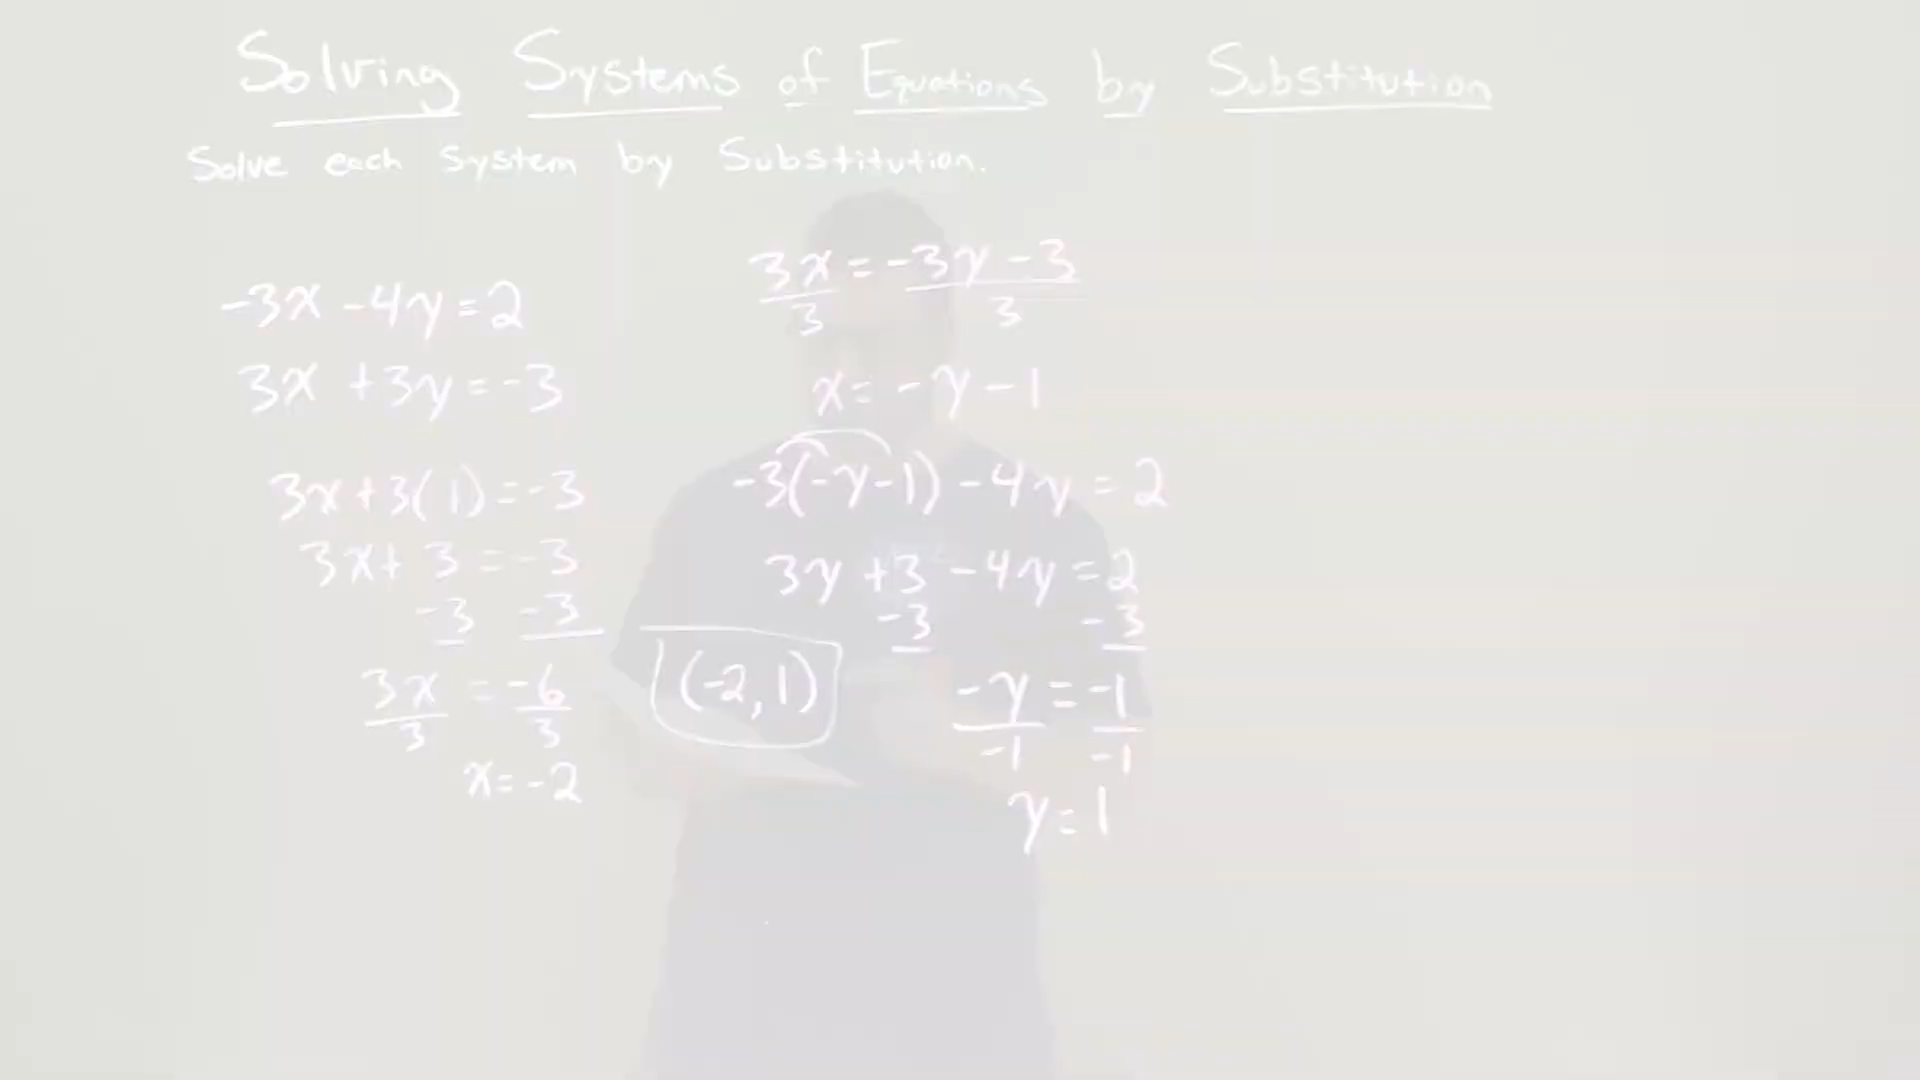 Solving Systems of Equations by Substitution
Solve each System by Substitution.
-3x -4y = 2
3x +3y = -3
3x+3(1) = -3
3x+ 3 = -3
-3 -3
3x = -6
3 3
x = -2
(-2,1)
3x = -3y - 3
3 3
x = -y - 1
-3(-y-1) - 4y = 2
3y +3 - 4y = 2
-3 -3
-y = -1
-1 -1
y = 1